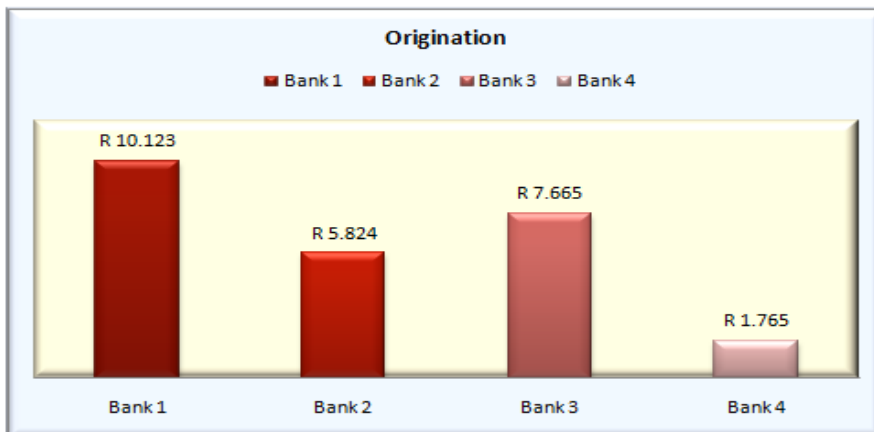 Origination
Bank 1 Bank 2 Bank 3 Bank 4
R 10.123
R 7.665
R 5.824
R 1.765
Bank 1 Bank 2 Bank 3 Bank 4